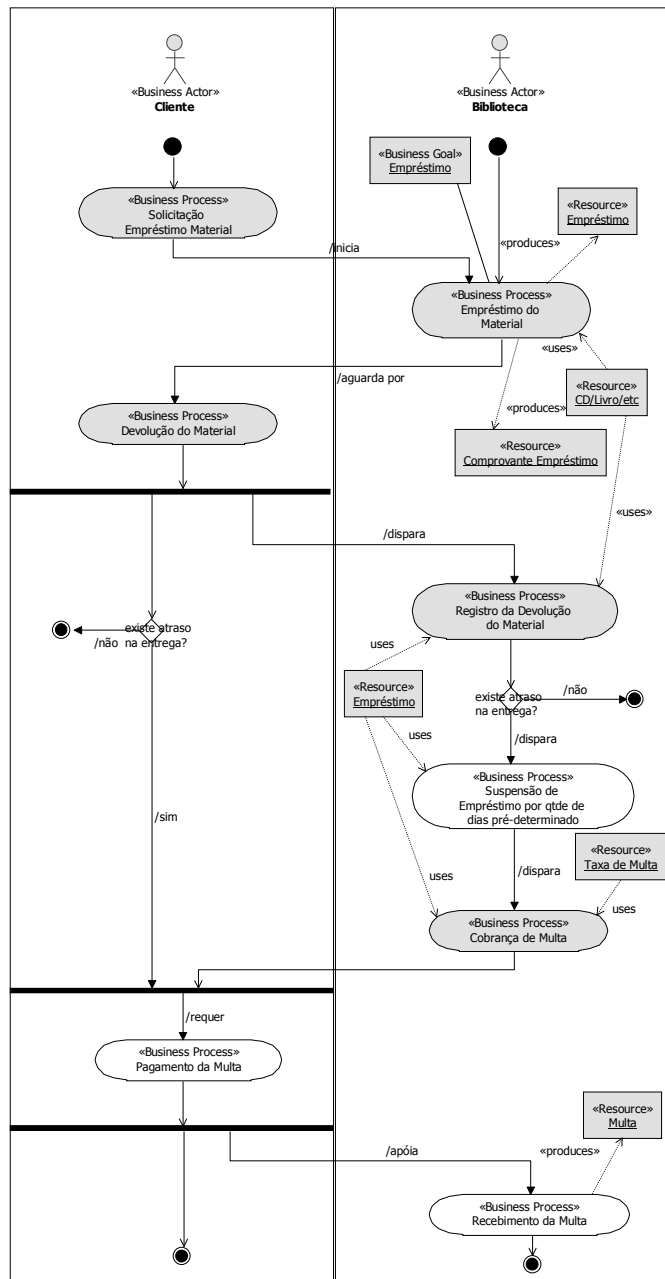 «Business Actor»
Cliente
«Business Actor»
Biblioteca
«Business Goal»
Empréstimo
«Business Process»
Solicitação
Empréstimo Material
«Resource»
Empréstimo
/inicia
«produces»
«Business Process»
Empréstimo do
Material
«uses»
/aguarda por
«Resource»
CD/Livro/etc
«Business Process»
Devolução do Material
«produces»
«Resource»
Comprovante Empréstimo
«uses»
/dispara
«Business Process»
Registro da Devolução
do Material
existe atraso
/não na entrega?
uses
«Resource»
Empréstimo
existe atraso
na entrega?
/não
uses
/dispara
«Business Process»
Suspensão de
Empréstimo por qtde de
dias pré-determinado
/sim
«Resource»
Taxa de Multa
uses
/dispara
uses
«Business Process»
Cobrança de Multa
/requer
«Business Process»
Pagamento da Multa
«Resource»
Multa
/apóia
«produces»
«Business Process»
Recebimento da Multa